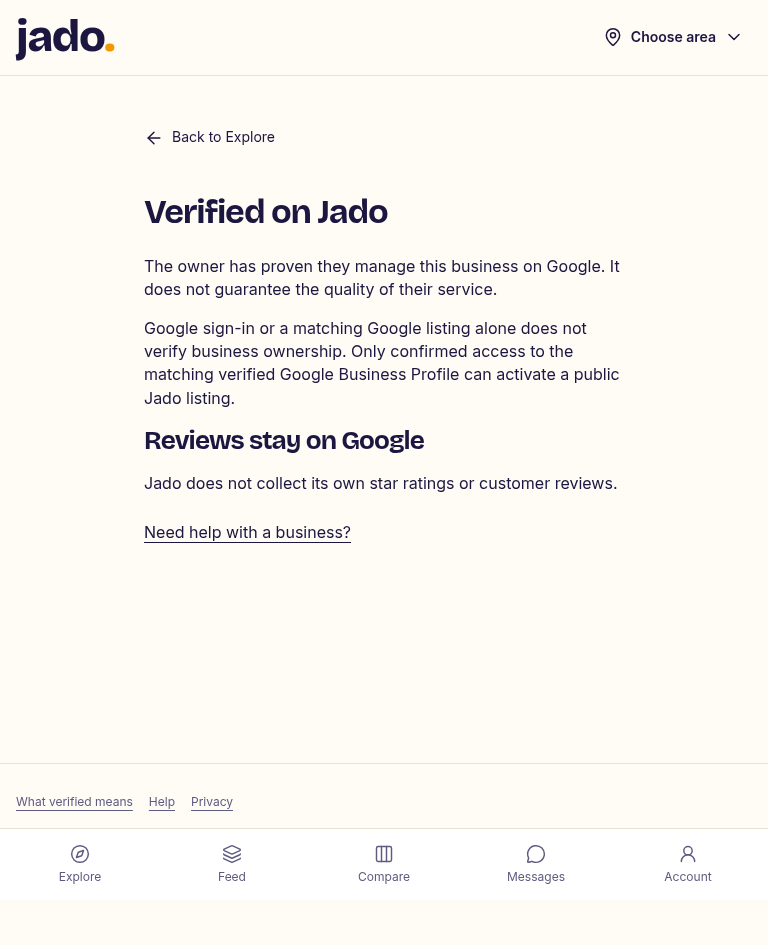 jado.
Choose area
Back to Explore
Verified on Jado
The owner has proven they manage this business on Google. It
does not guarantee the quality of their service.
Google sign-in or a matching Google listing alone does not
verify business ownership. Only confirmed access to the
matching verified Google Business Profile can activate a public
Jado listing.
Reviews stay on Google
Jado does not collect its own star ratings or customer reviews.
Need help with a business?
What verified means Help Privacy
Explore Feed Compare Messages Account